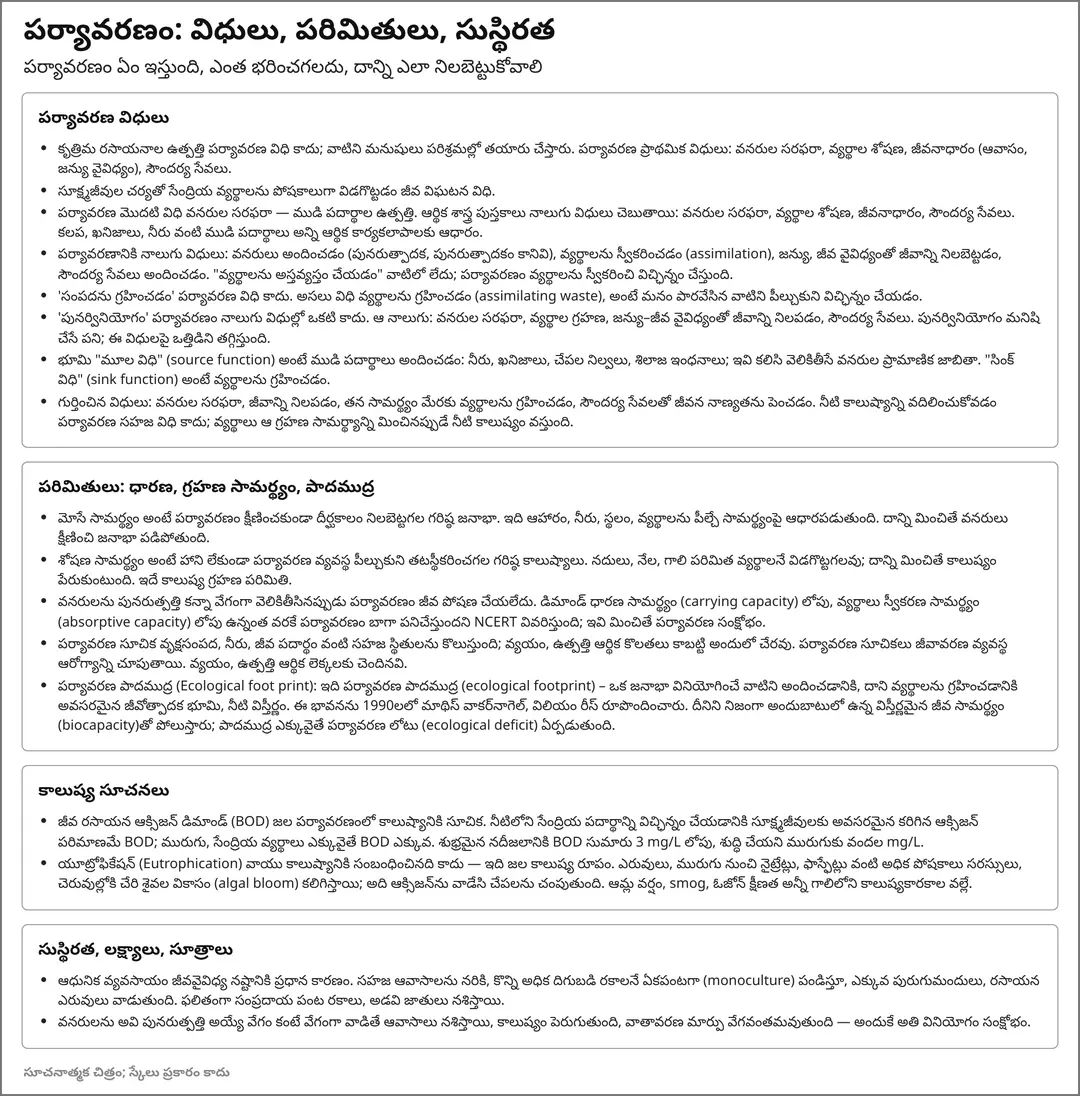 పర్యావరణం: విధులు, పరిమితులు, సుస్థిరత
పర్యావరణం ఏం ఇస్తుంది, ఎంత భరించగలదు, దాన్ని ఎలా నిలబెట్టుకోవాలి
పర్యావరణ విధులు
• కృత్రిమ రసాయనాల ఉత్పత్తి పర్యావరణ విధి కాదు; వాటిని మనుషులు పరిశ్రమల్లో తయారు చేస్తారు. పర్యావరణ ప్రాథమిక విధులు: వనరుల సరఫరా, వ్యర్థాల శోషణ, జీవనాధారం (ఆవాసం,
జన్యు వైవిధ్యం), సౌందర్య సేవలు.
• సూక్ష్మజీవుల చర్యతో సేంద్రియ వ్యర్థాలను పోషకాలుగా విడగొట్టడం జీవ విఘటన విధి.
• పర్యావరణ మొదటి విధి వనరుల సరఫరా — ముడి పదార్థాల ఉత్పత్తి. ఆర్థిక శాస్త్ర పుస్తకాలు నాలుగు విధులు చెబుతాయి: వనరుల సరఫరా, వ్యర్థాల శోషణ, జీవనాధారం, సౌందర్య సేవలు.
కలప, ఖనిజాలు, నీరు వంటి ముడి పదార్థాలు అన్ని ఆర్థిక కార్యకలాపాలకు ఆధారం.
• పర్యావరణానికి నాలుగు విధులు: వనరులు అందించడం (పునరుత్పాదక, పునరుత్పాదకం కానివి), వ్యర్థాలను స్వీకరించడం (assimilation), జన్యు, జీవ వైవిధ్యంతో జీవాన్ని నిలబెట్టడం,
సౌందర్య సేవలు అందించడం. "వ్యర్థాలను అస్తవ్యస్తం చేయడం" వాటిలో లేదు; పర్యావరణం వ్యర్థాలను స్వీకరించి విచ్ఛిన్నం చేస్తుంది.
• 'సంపదను గ్రహించడం' పర్యావరణ విధి కాదు. అసలు విధి వ్యర్థాలను గ్రహించడం (assimilating waste), అంటే మనం పారవేసిన వాటిని పీల్చుకుని విచ్ఛిన్నం చేయడం.
• 'పునర్వినియోగం' పర్యావరణం నాలుగు విధుల్లో ఒకటి కాదు. ఆ నాలుగు: వనరుల సరఫరా, వ్యర్థాల గ్రహణ, జన్యు–జీవ వైవిధ్యంతో జీవాన్ని నిలపడం, సౌందర్య సేవలు. పునర్వినియోగం మనిషి
చేసే పని; ఈ విధులపై ఒత్తిడిని తగ్గిస్తుంది.
• భూమి "మూల విధి" (source function) అంటే ముడి పదార్థాలు అందించడం: నీరు, ఖనిజాలు, చేపల నిల్వలు, శిలాజ ఇంధనాలు; ఇవి కలిసి వెలికితీసే వనరుల ప్రామాణిక జాబితా. "సింక్
విధి" (sink function) అంటే వ్యర్థాలను గ్రహించడం.
• గుర్తించిన విధులు: వనరుల సరఫరా, జీవాన్ని నిలపడం, తన సామర్థ్యం మేరకు వ్యర్థాలను గ్రహించడం, సౌందర్య సేవలతో జీవన నాణ్యతను పెంచడం. నీటి కాలుష్యాన్ని వదిలించుకోవడం
పర్యావరణ సహజ విధి కాదు; వ్యర్థాలు ఆ గ్రహణ సామర్థ్యాన్ని మించినప్పుడే నీటి కాలుష్యం వస్తుంది.
పరిమితులు: ధారణ, గ్రహణ సామర్థ్యం, పాదముద్ర
• మోసే సామర్థ్యం అంటే పర్యావరణం క్షీణించకుండా దీర్ఘకాలం నిలబెట్టగల గరిష్ఠ జనాభా. ఇది ఆహారం, నీరు, స్థలం, వ్యర్థాలను పీల్చే సామర్థ్యంపై ఆధారపడుతుంది. దాన్ని మించితే వనరులు
క్షీణించి జనాభా పడిపోతుంది.
• శోషణ సామర్థ్యం అంటే హాని లేకుండా పర్యావరణ వ్యవస్థ పీల్చుకుని తటస్థీకరించగల గరిష్ఠ కాలుష్యాలు. నదులు, నేల, గాలి పరిమిత వ్యర్థాలనే విడగొట్టగలవు; దాన్ని మించితే కాలుష్యం
పేరుకుంటుంది. ఇదే కాలుష్య గ్రహణ పరిమితి.
• వనరులను పునరుత్పత్తి కన్నా వేగంగా వెలికితీసినప్పుడు పర్యావరణం జీవ పోషణ చేయలేదు. డిమాండ్ ధారణ సామర్థ్యం (carrying capacity) లోపు, వ్యర్థాలు స్వీకరణ సామర్థ్యం
(absorptive capacity) లోపు ఉన్నంత వరకే పర్యావరణం బాగా పనిచేస్తుందని NCERT వివరిస్తుంది; ఇవి మించితే పర్యావరణ సంక్షోభం.
• పర్యావరణ సూచిక వృక్షసంపద, నీరు, జీవ పదార్థం వంటి సహజ స్థితులను కొలుస్తుంది; వ్యయం, ఉత్పత్తి ఆర్థిక కొలతలు కాబట్టి అందులో చేరవు. పర్యావరణ సూచికలు జీవావరణ వ్యవస్థ
ఆరోగ్యాన్ని చూపుతాయి. వ్యయం, ఉత్పత్తి ఆర్థిక లెక్కలకు చెందినవి.
• పర్యావరణ పాదముద్ర (Ecological foot print): ఇది పర్యావరణ పాదముద్ర (ecological footprint) – ఒక జనాభా వినియోగించే వాటిని అందించడానికి, దాని వ్యర్థాలను గ్రహించడానికి
అవసరమైన జీవోత్పాదక భూమి, నీటి విస్తీర్ణం. ఈ భావనను 1990లలో మాథిస్ వాకర్‌నాగెల్, విలియం రీస్ రూపొందించారు. దీనిని నిజంగా అందుబాటులో ఉన్న విస్తీర్ణమైన జీవ సామర్థ్యం
(biocapacity)తో పోలుస్తారు; పాదముద్ర ఎక్కువైతే పర్యావరణ లోటు (ecological deficit) ఏర్పడుతుంది.
కాలుష్య సూచనలు
• జీవ రసాయన ఆక్సిజన్ డిమాండ్ (BOD) జల పర్యావరణంలో కాలుష్యానికి సూచిక. నీటిలోని సేంద్రియ పదార్థాన్ని విచ్ఛిన్నం చేయడానికి సూక్ష్మజీవులకు అవసరమైన కరిగిన ఆక్సిజన్
పరిమాణమే BOD; మురుగు, సేంద్రియ వ్యర్థాలు ఎక్కువైతే BOD ఎక్కువ. శుభ్రమైన నదీజలానికి BOD సుమారు 3 mg/L లోపు, శుద్ధి చేయని మురుగుకు వందల mg/L.
• యూట్రోఫికేషన్ (Eutrophication) వాయు కాలుష్యానికి సంబంధించినది కాదు — ఇది జల కాలుష్య రూపం. ఎరువులు, మురుగు నుంచి నైట్రేట్లు, ఫాస్ఫేట్లు వంటి అధిక పోషకాలు సరస్సులు,
చెరువుల్లోకి చేరి శైవల వికాసం (algal bloom) కలిగిస్తాయి; అది ఆక్సిజన్‌ను వాడేసి చేపలను చంపుతుంది. ఆమ్ల వర్షం, smog, ఓజోన్ క్షీణత అన్నీ గాలిలోని కాలుష్యకారకాల వల్లే.
సుస్థిరత, లక్ష్యాలు, సూత్రాలు
• ఆధునిక వ్యవసాయం జీవవైవిధ్య నష్టానికి ప్రధాన కారణం. సహజ ఆవాసాలను నరికి, కొన్ని అధిక దిగుబడి రకాలనే ఏకపంటగా (monoculture) పండిస్తూ, ఎక్కువ పురుగుమందులు, రసాయన
ఎరువులు వాడుతుంది. ఫలితంగా సంప్రదాయ పంట రకాలు, అడవి జాతులు నశిస్తాయి.
• వనరులను అవి పునరుత్పత్తి అయ్యే వేగం కంటే వేగంగా వాడితే ఆవాసాలు నశిస్తాయి, కాలుష్యం పెరుగుతుంది, వాతావరణ మార్పు వేగవంతమవుతుంది — అందుకే అతి వినియోగం సంక్షోభం.
సూచనాత్మక చిత్రం; స్కేలు ప్రకారం కాదు